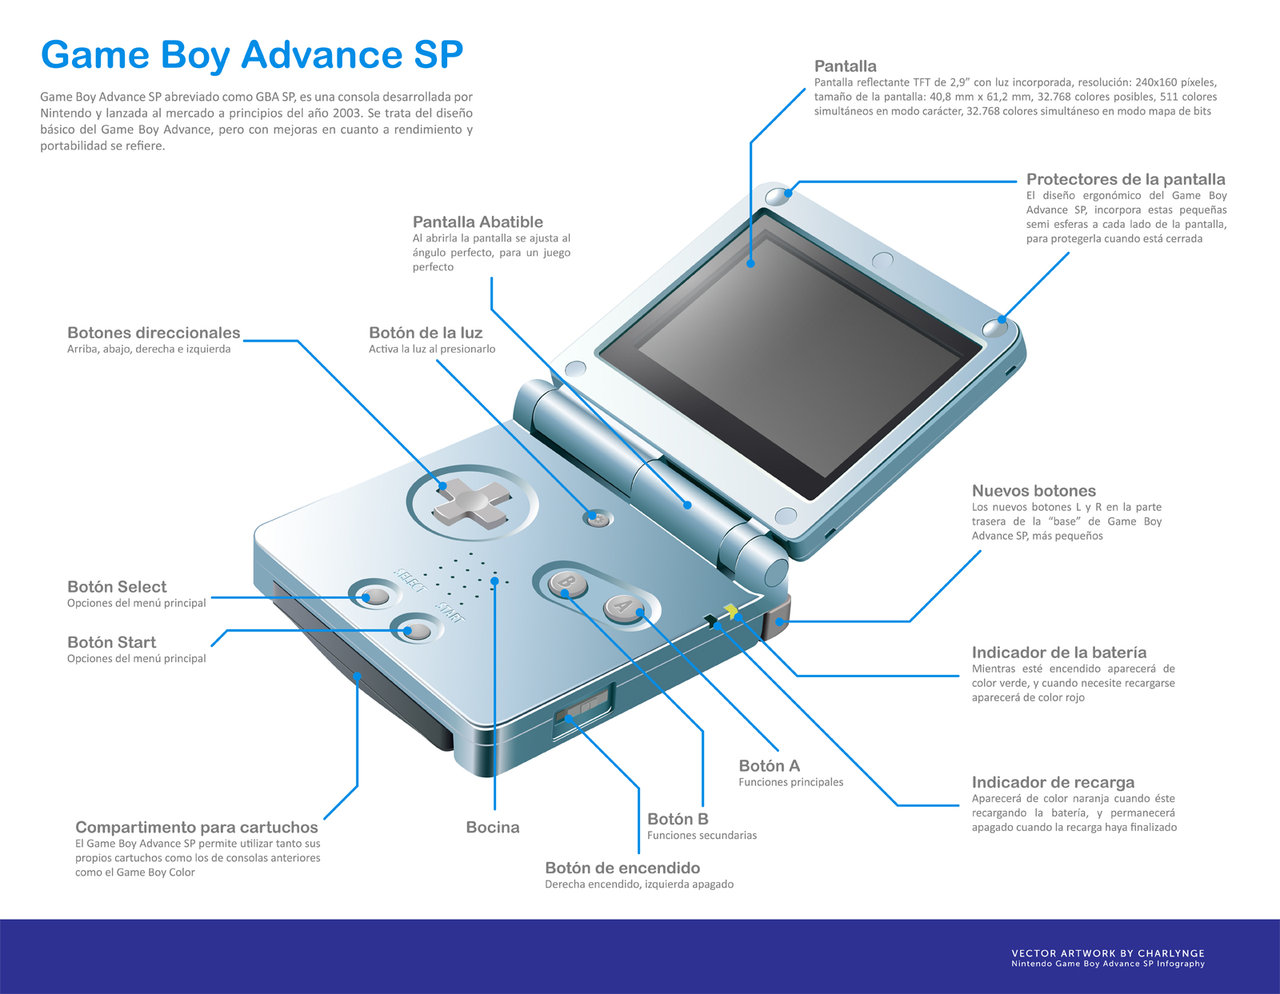 Game Boy Advance SP
Game Boy Advance SP abreviado como GBA SP, es una consola desarrollada por
Nintendo y lanzada al mercado a principios del año 2003. Se trata del diseño
básico del Game Boy Advance, pero con mejoras en cuanto a rendimiento y
portabilidad se refiere.
Pantalla
Pantalla reflectante TFT de 2,9" con luz incorporada, resolución: 240x160 píxeles,
tamaño de la pantalla: 40,8 mm x 61,2 mm, 32.768 colores posibles, 511 colores
simultáneos en modo carácter, 32.768 colores simultáneso en modo mapa de bits
Protectores de la pantalla
El diseño ergonómico del Game Boy
Advance SP, incorpora estas pequeñas
semi esferas a cada lado de la pantalla,
para protegerla cuando está cerrada
Pantalla Abatible
Al abrirla la pantalla se ajusta al
ángulo perfecto, para un juego
perfecto
Botones direccionales
Arriba, abajo, derecha e izquierda
Botón de la luz
Activa la luz al presionarlo
Nuevos botones
Los nuevos botones L y R en la parte
trasera de la "base" de Game Boy
Advance SP, más pequeños
Botón Select
Opciones del menú principal
Botón Start
Opciones del menú principal
SELECT
START
B
A
Indicador de la batería
Mientras esté encendido aparecerá de
color verde, y cuando necesite recargarse
aparecerá de color rojo
Botón A
Funciones principales
Indicador de recarga
Aparecerá de color naranja cuando éste
recargando la batería, y permanecerá
apagado cuando la recarga haya finalizado
Compartimento para cartuchos
El Game Boy Advance SP permite utilizar tanto sus
propios cartuchos como los de consolas anteriores
como el Game Boy Color
Bocina
Botón B
Funciones secundarias
Botón de encendido
Derecha encendido, izquierda apagado
VECTOR ARTWORK BY CHARLYNGE
Nintendo Game Boy Advance SP Infography